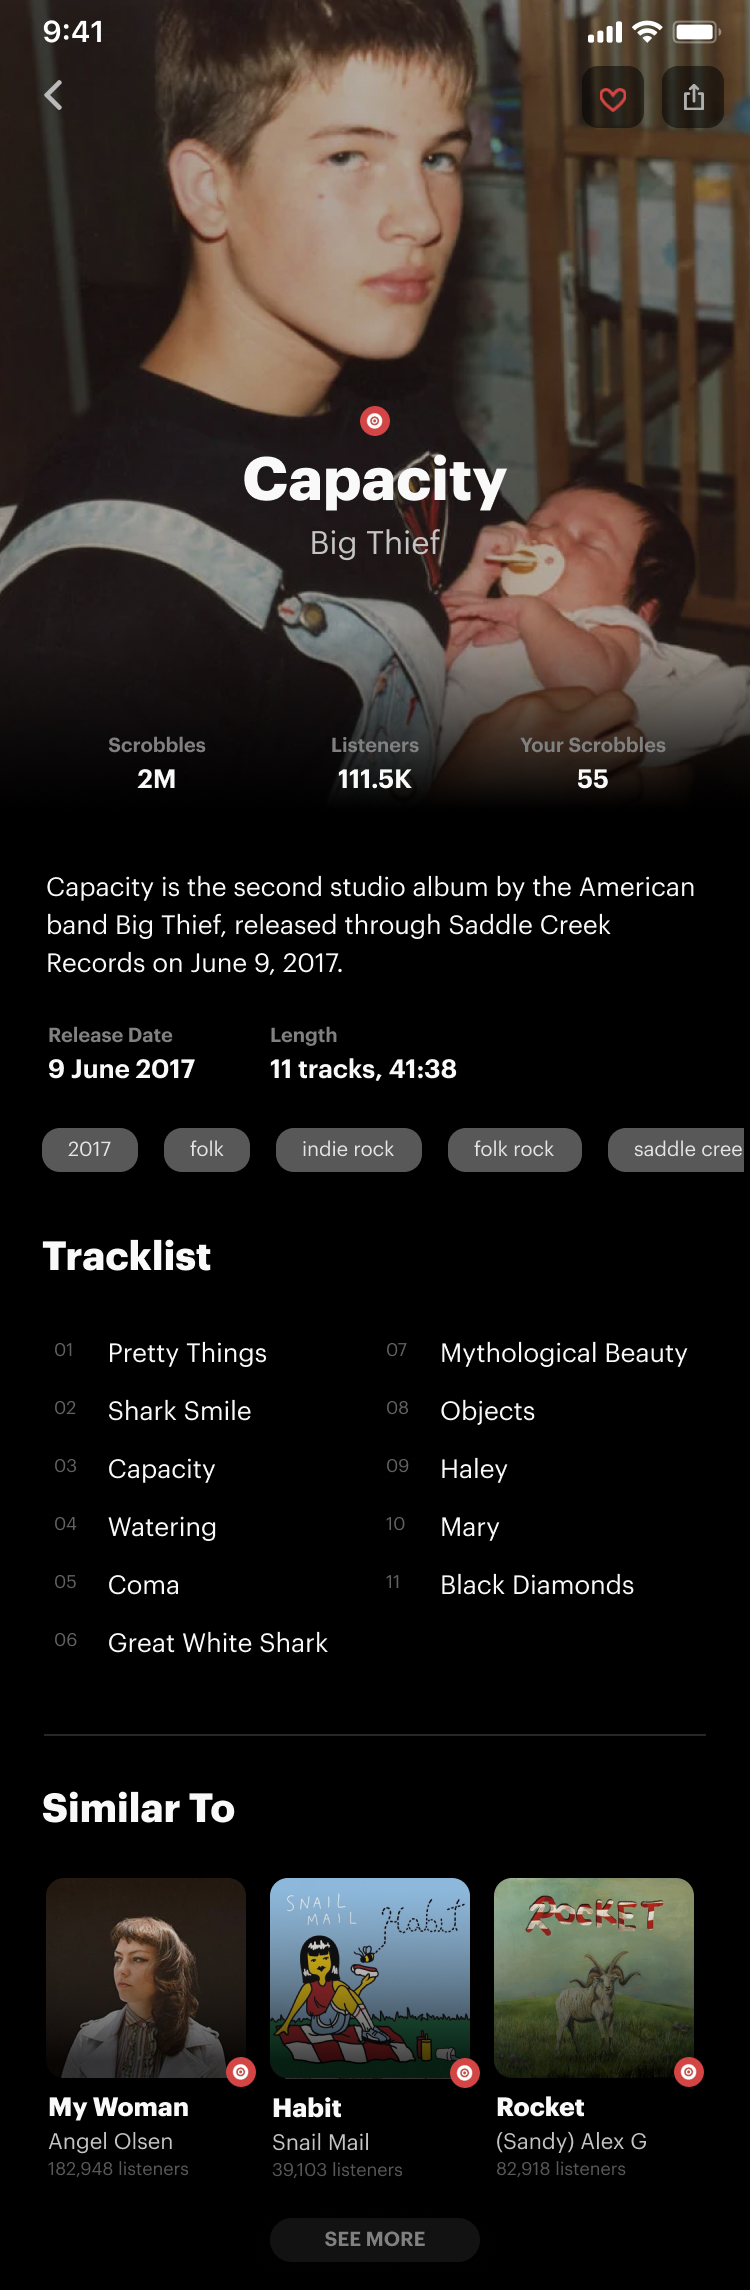 9:41
Capacity
Big Thief
Scrobbles
Listeners
Your Scrobbles
2M
111.5K
55
Capacity is the second studio album by the American
band Big Thief, released through Saddle Creek
Records on June 9, 2017.
Release Date
Length
9 June 2017
11 tracks, 41:38
2017
folk
indie rock
folk rock
saddle cree
Tracklist
01 Pretty Things
02 Shark Smile
03 Capacity
04 Watering
05 Coma
06 Great White Shark
07 Mythological Beauty
08 Objects
09 Haley
10 Mary
11 Black Diamonds
Similar To
SNAIL
MAIL
Habit
ROCKET
My Woman
Angel Olsen
182,948 listeners
Habit
Snail Mail
39,103 listeners
Rocket
(Sandy) Alex G
82,918 listeners
SEE MORE